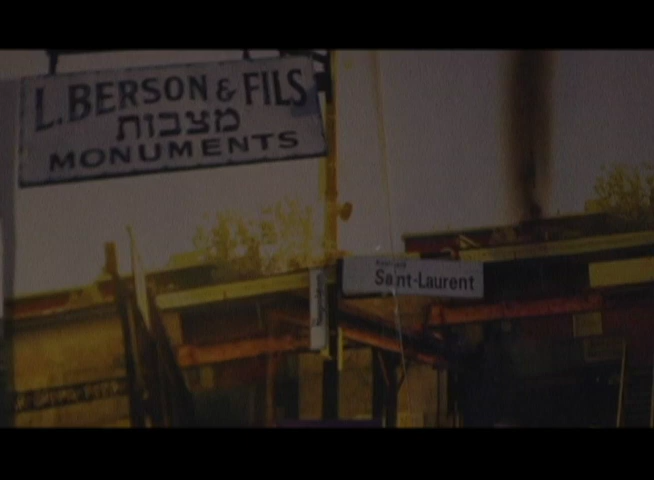 L. BERSON & FILS
מצבות
MONUMENTS
Saint-Laurent